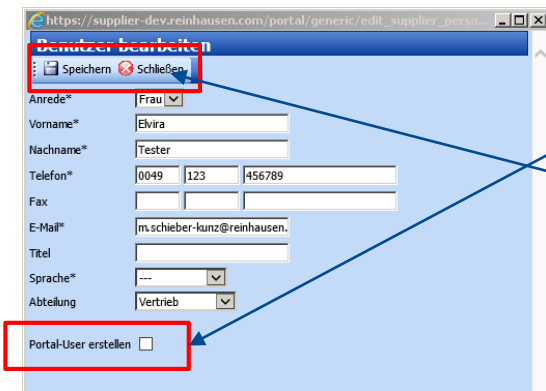 https://supplier-dev.reinhausen.com/portal/generic/edit_supplier_perso...
Benutzer bearbeiten
Speichern Schließen
Anrede* Frau
Vorname* Elvira
Nachname* Tester
Telefon* 0049 123 456789
Fax
E-Mail* m.schieber-kunz@reinhausen.
Titel
Sprache* ---
Abteilung Vertrieb
Portal-User erstellen